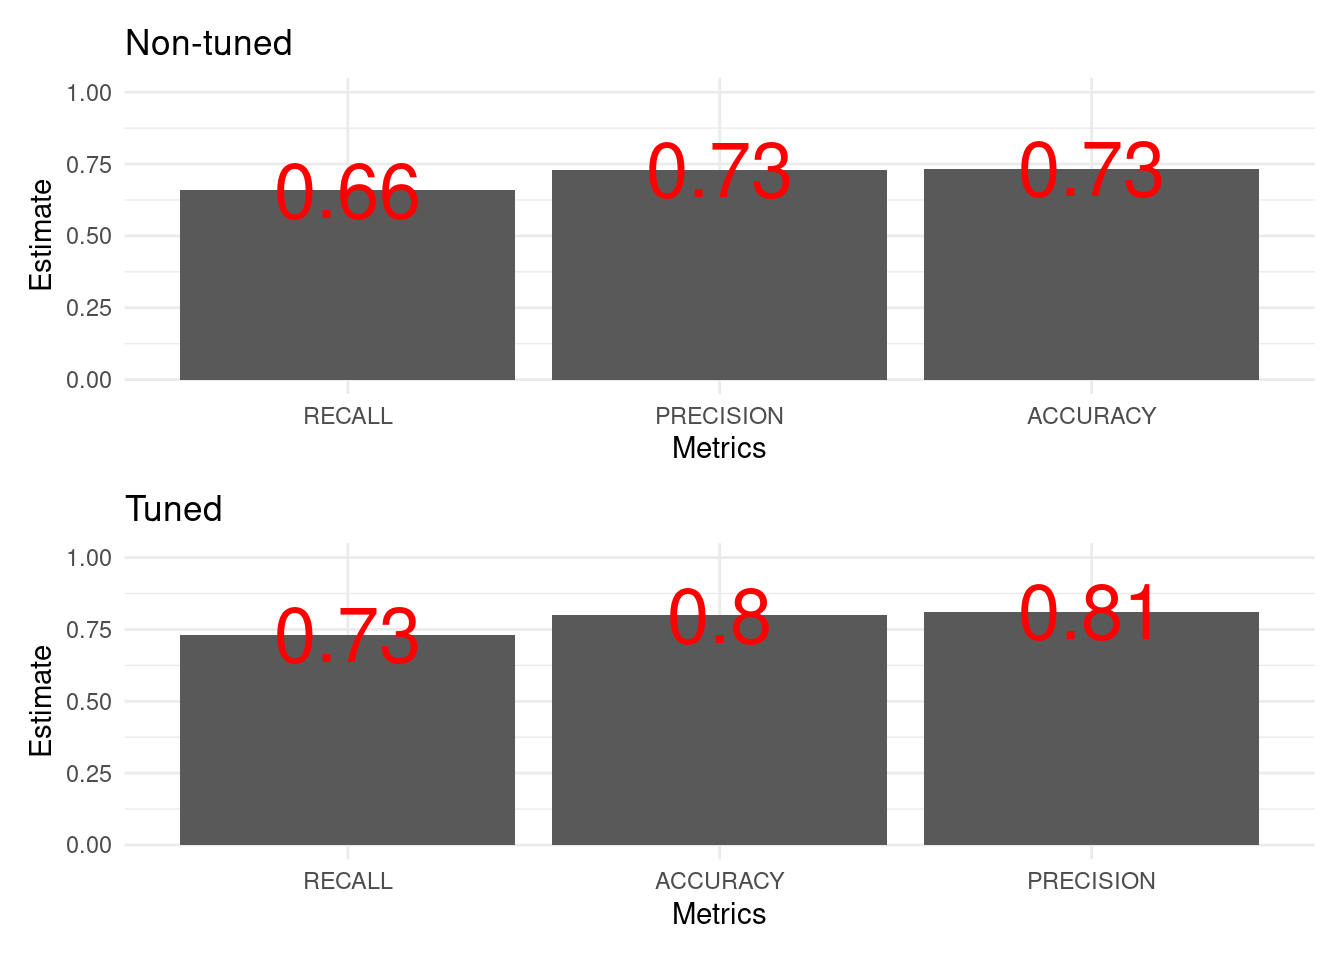 Non-tuned
1.00
0.75
0.50
0.25
0.00
Estimate
0.66
0.73
0.73
RECALL
PRECISION
ACCURACY
Metrics
Tuned
1.00
0.75
0.50
0.25
0.00
Estimate
0.73
0.8
0.81
RECALL
ACCURACY
PRECISION
Metrics